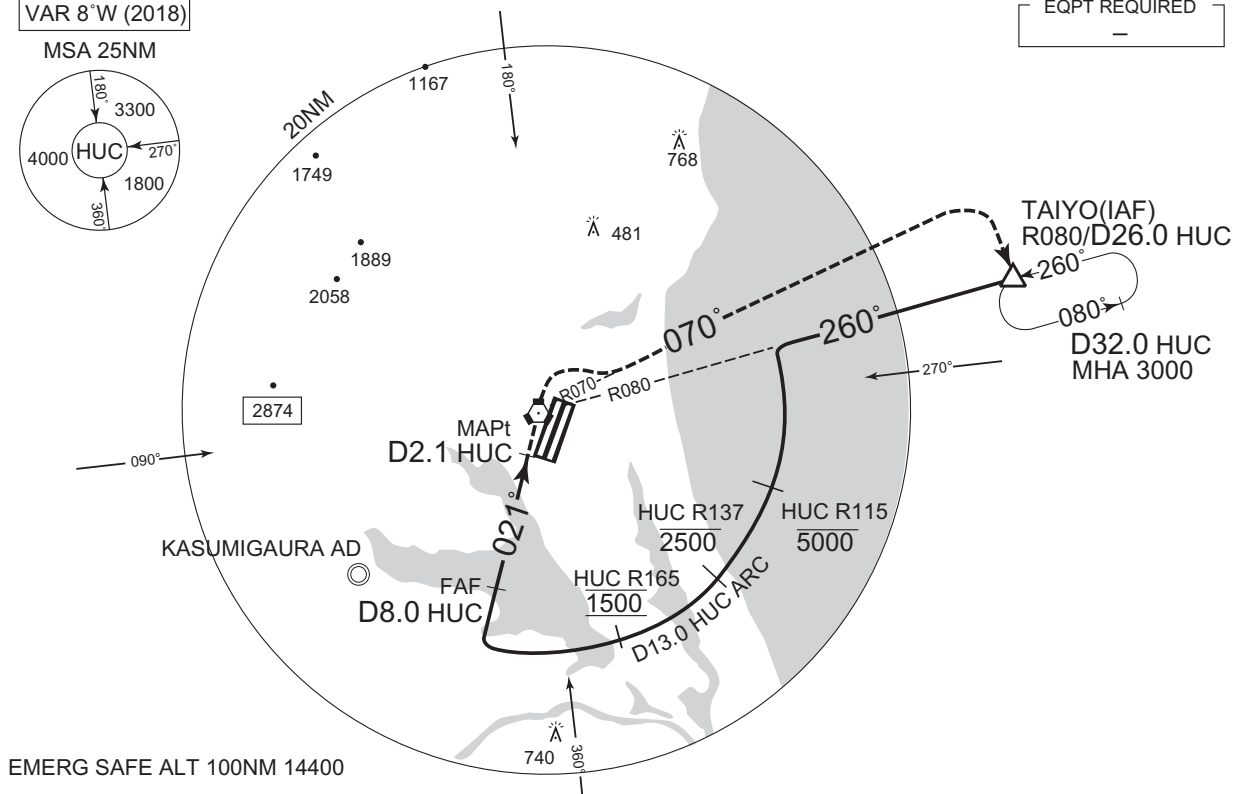 VAR 8°W (2018)
EQPT REQUIRED
–
MSA 25NM
180°
3300
4000
HUC
270°
1800
360°
180°
1167
20NM
1749
768
481
1889
2058
TAIYO(IAF)
R080/D26.0 HUC
260°
080°
D32.0 HUC
MHA 3000
070°
260°
270°
R070
R080
2874
MAPt
D2.1 HUC
090°
021°
HUC R137
2500
HUC R115
5000
KASUMIGAURA AD
FAF
D8.0 HUC
HUC R165
1500
D13.0 HUC ARC
740
360°
EMERG SAFE ALT 100NM 14400